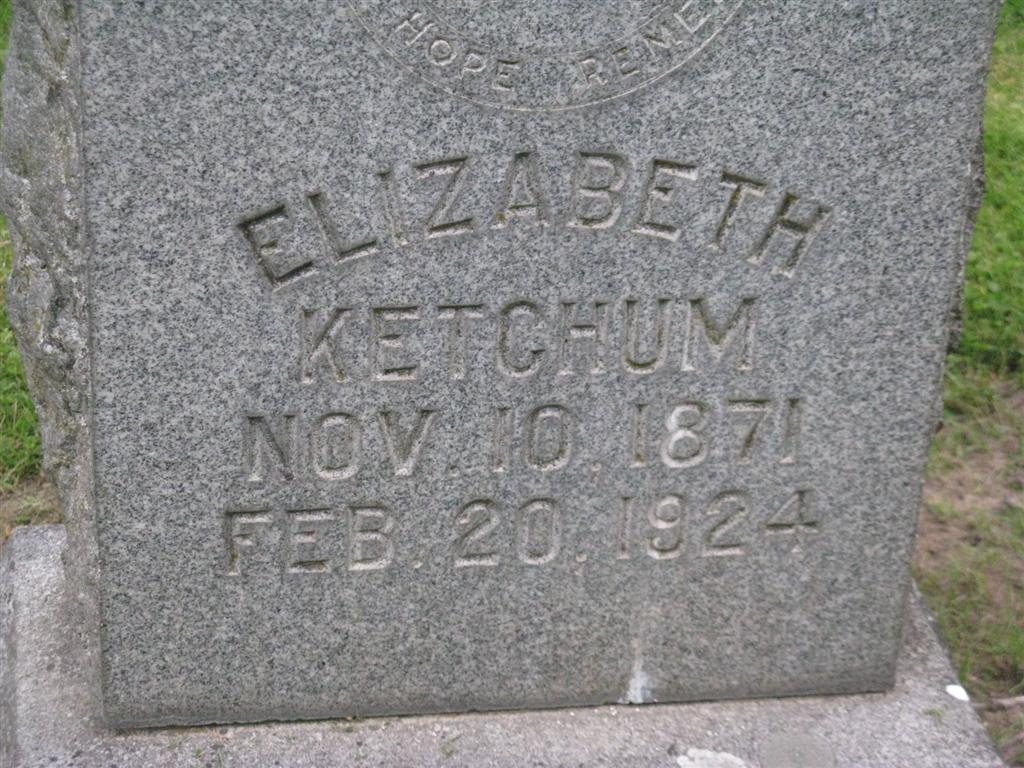 HOPE
ELIZABETH
KETCHUM
NOV. 10, 1871
FEB. 20, 1924